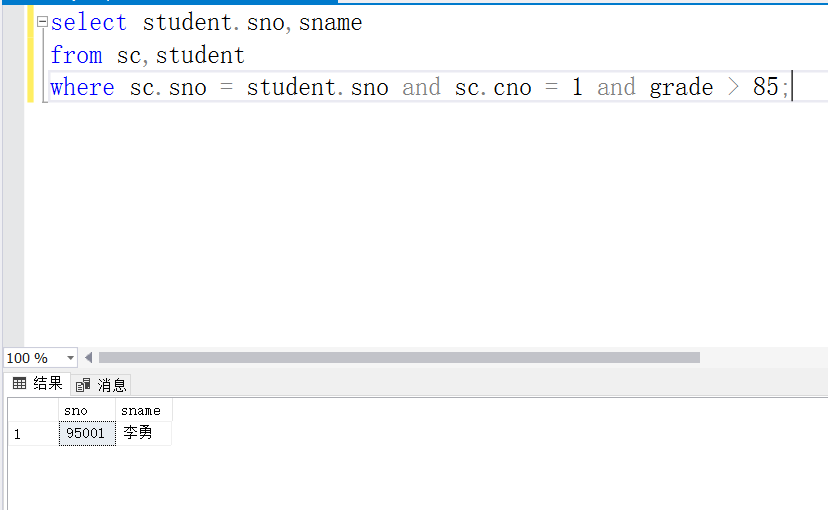 select student.sno,sname
from sc,student
where sc.sno = student.sno and sc.cno = 1 and grade > 85;
100 %
结果 消息
sno sname
1 95001 李勇